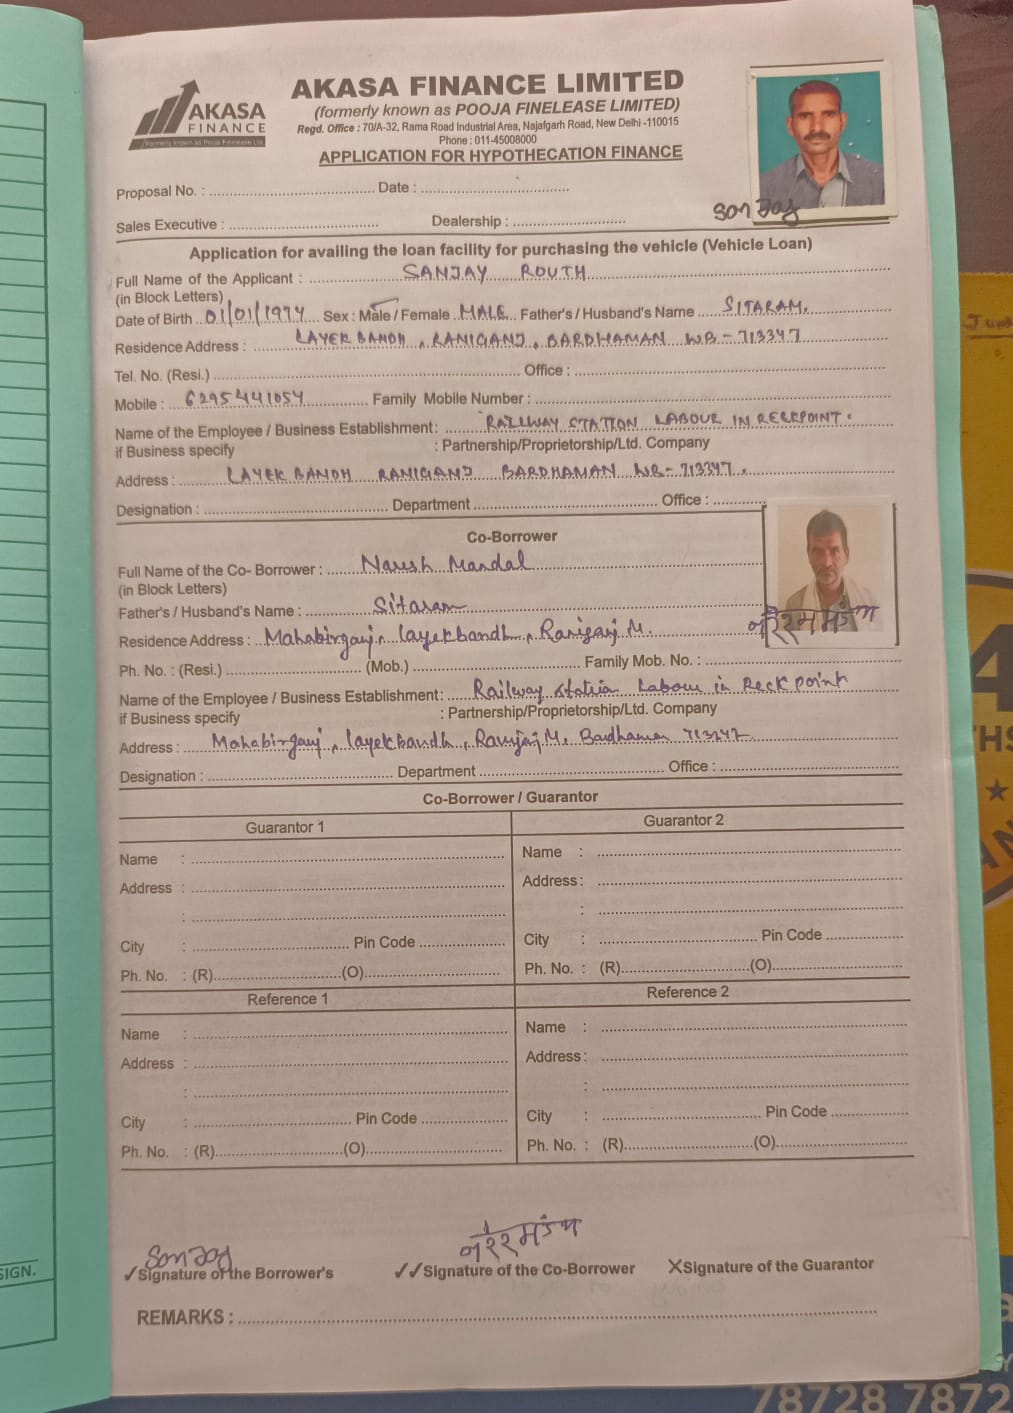 AKASA FINANCE LIMITED
(formerly known as POOJA FINELEASE LIMITED)
Regd. Office : 70/A-32, Rama Road Industrial Area, Najafgarh Road, New Delhi -110015
Phone : 011-45008000
APPLICATION FOR HYPOTHECATION FINANCE
AKASA
FINANCE
(Formerly known as Pooja Finelease Ltd.)
Proposal No. : Date :
Sonjoy
Sales Executive : Dealership :
Application for availing the loan facility for purchasing the vehicle (Vehicle Loan)
Full Name of the Applicant : SANJAY ROUTH
(in Block Letters)
Date of Birth 01/01/1974 Sex : Male / Female MALE Father's / Husband's Name SITARAM.
Residence Address : LAYEK BANDH, RANIGANJ, BARDHAMAN WB-713347
Tel. No. (Resi.) Office :
Mobile : 6295441054 Family Mobile Number :
Name of the Employee / Business Establishment: RAILWAY STATION LABOUR IN RECKPOINT.
if Business specify : Partnership/Proprietorship/Ltd. Company
Address : LAYEK BANDH RANIGANJ BARDHAMAN WB-713347.
Designation : Department Office :
Co-Borrower
Full Name of the Co- Borrower : Naresh Mandal
(in Block Letters)
Father's / Husband's Name : Sitaram
Residence Address : Mahabirganj, layekbandh, Raniganj M.
Ph. No. : (Resi.) (Mob.) Family Mob. No. :
Name of the Employee / Business Establishment: Railway station Labour in Reck point
if Business specify : Partnership/Proprietorship/Ltd. Company
Address : Mahabirganj, layekbandh, Raniganj M. Bardhaman 713347
Designation : Department Office :
Co-Borrower / Guarantor
Guarantor 1 Guarantor 2
Name : Name :
Address : Address :
: :
City : Pin Code City : Pin Code
Ph. No. : (R) (O) Ph. No. : (R) (O)
Reference 1 Reference 2
Name : Name :
Address : Address :
: :
City : Pin Code City : Pin Code
Ph. No. : (R) (O) Ph. No. : (R) (O)
Sonjoy
✓Signature of the Borrower's ✓✓Signature of the Co-Borrower XSignature of the Guarantor
REMARKS :
SIGN.
78728 7872